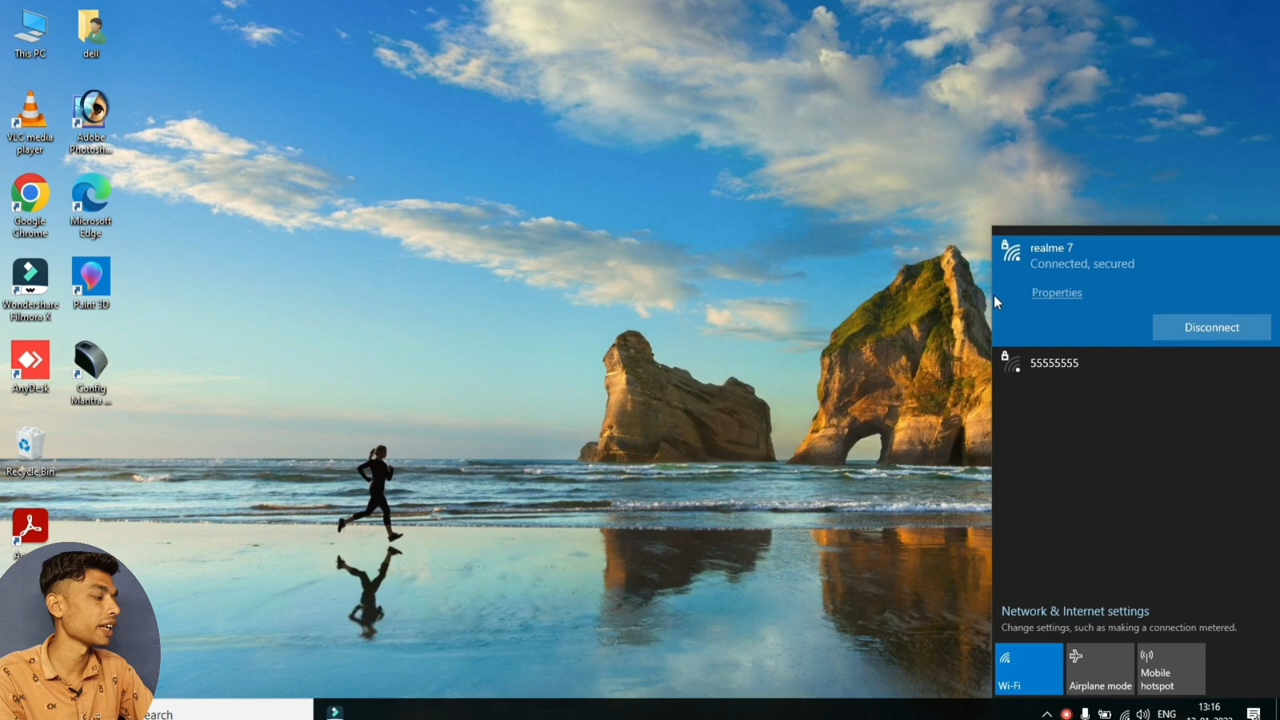 This PC
dell
VLC media
player
Adobe
Photosh...
Google
Chrome
Microsoft
Edge
Wondershare
Filmora X
Paint 3D
AnyDesk
Config
Mantra ...
Recycle Bin
realme 7
Connected, secured
Properties
Disconnect
55555555
Network & Internet settings
Change settings, such as making a connection metered.
Wi-Fi
Airplane mode
Mobile
hotspot
earch
ENG
13:16